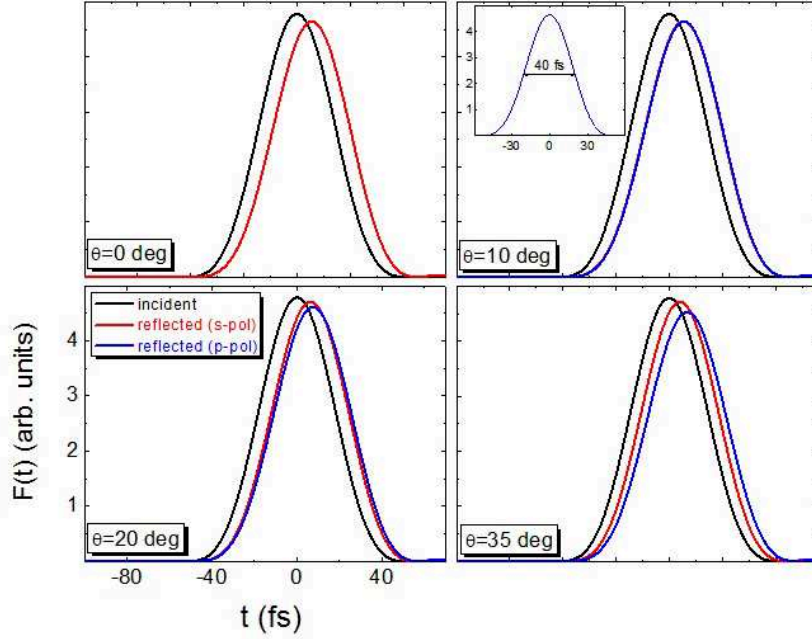 4
3
2
1
40 fs
-30
0
30
θ=0 deg
θ=10 deg
incident
reflected (s-pol)
reflected (p-pol)
4
3
2
1
θ=20 deg
θ=35 deg
-80
-40
0
40
F(t) (arb. units)
t (fs)